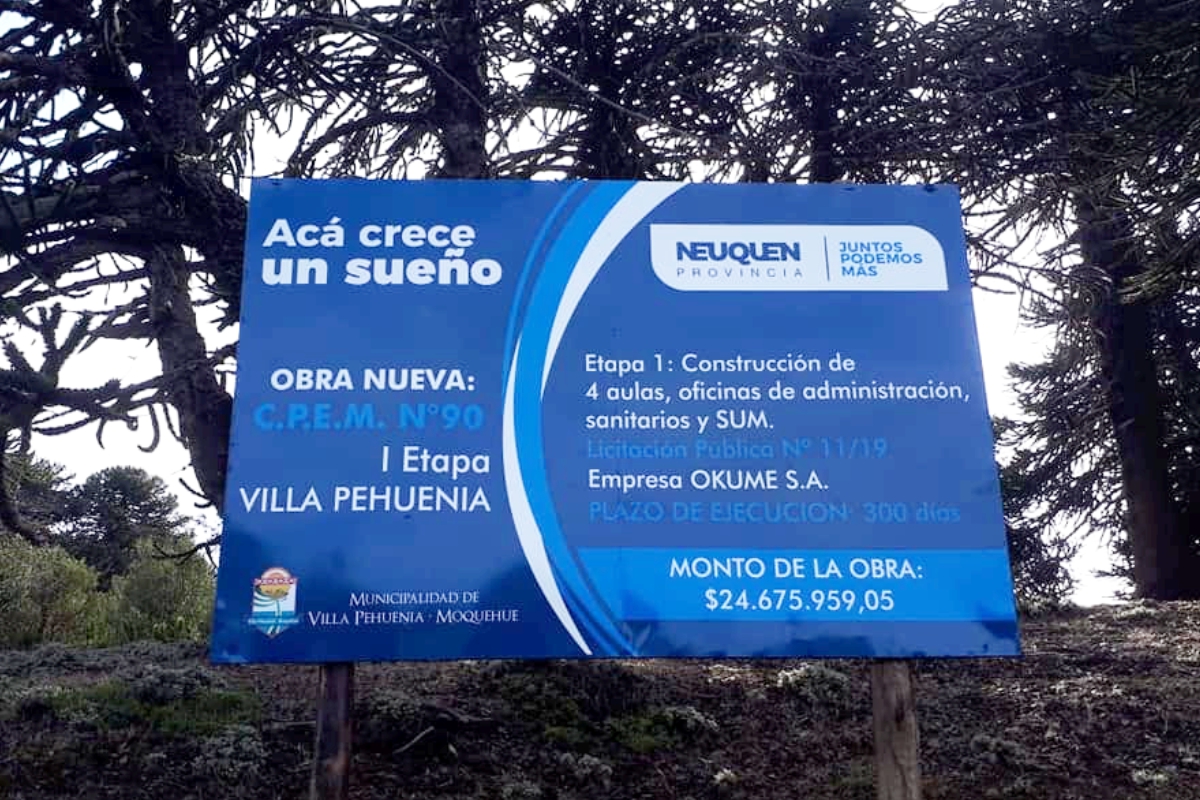 Acá crece
un sueño
OBRA NUEVA:
C.P.E.M. N°90
I Etapa
VILLA PEHUENIA
MUNICIPALIDAD DE
VILLA PEHUENIA · MOQUEHUE
NEUQUEN
PROVINCIA
JUNTOS
PODEMOS
MÁS
Etapa 1: Construcción de
4 aulas, oficinas de administración,
sanitarios y SUM.
Licitación Pública Nº 11/19
Empresa OKUME S.A.
PLAZO DE EJECUCION: 300 días
MONTO DE LA OBRA:
$24.675.959,05